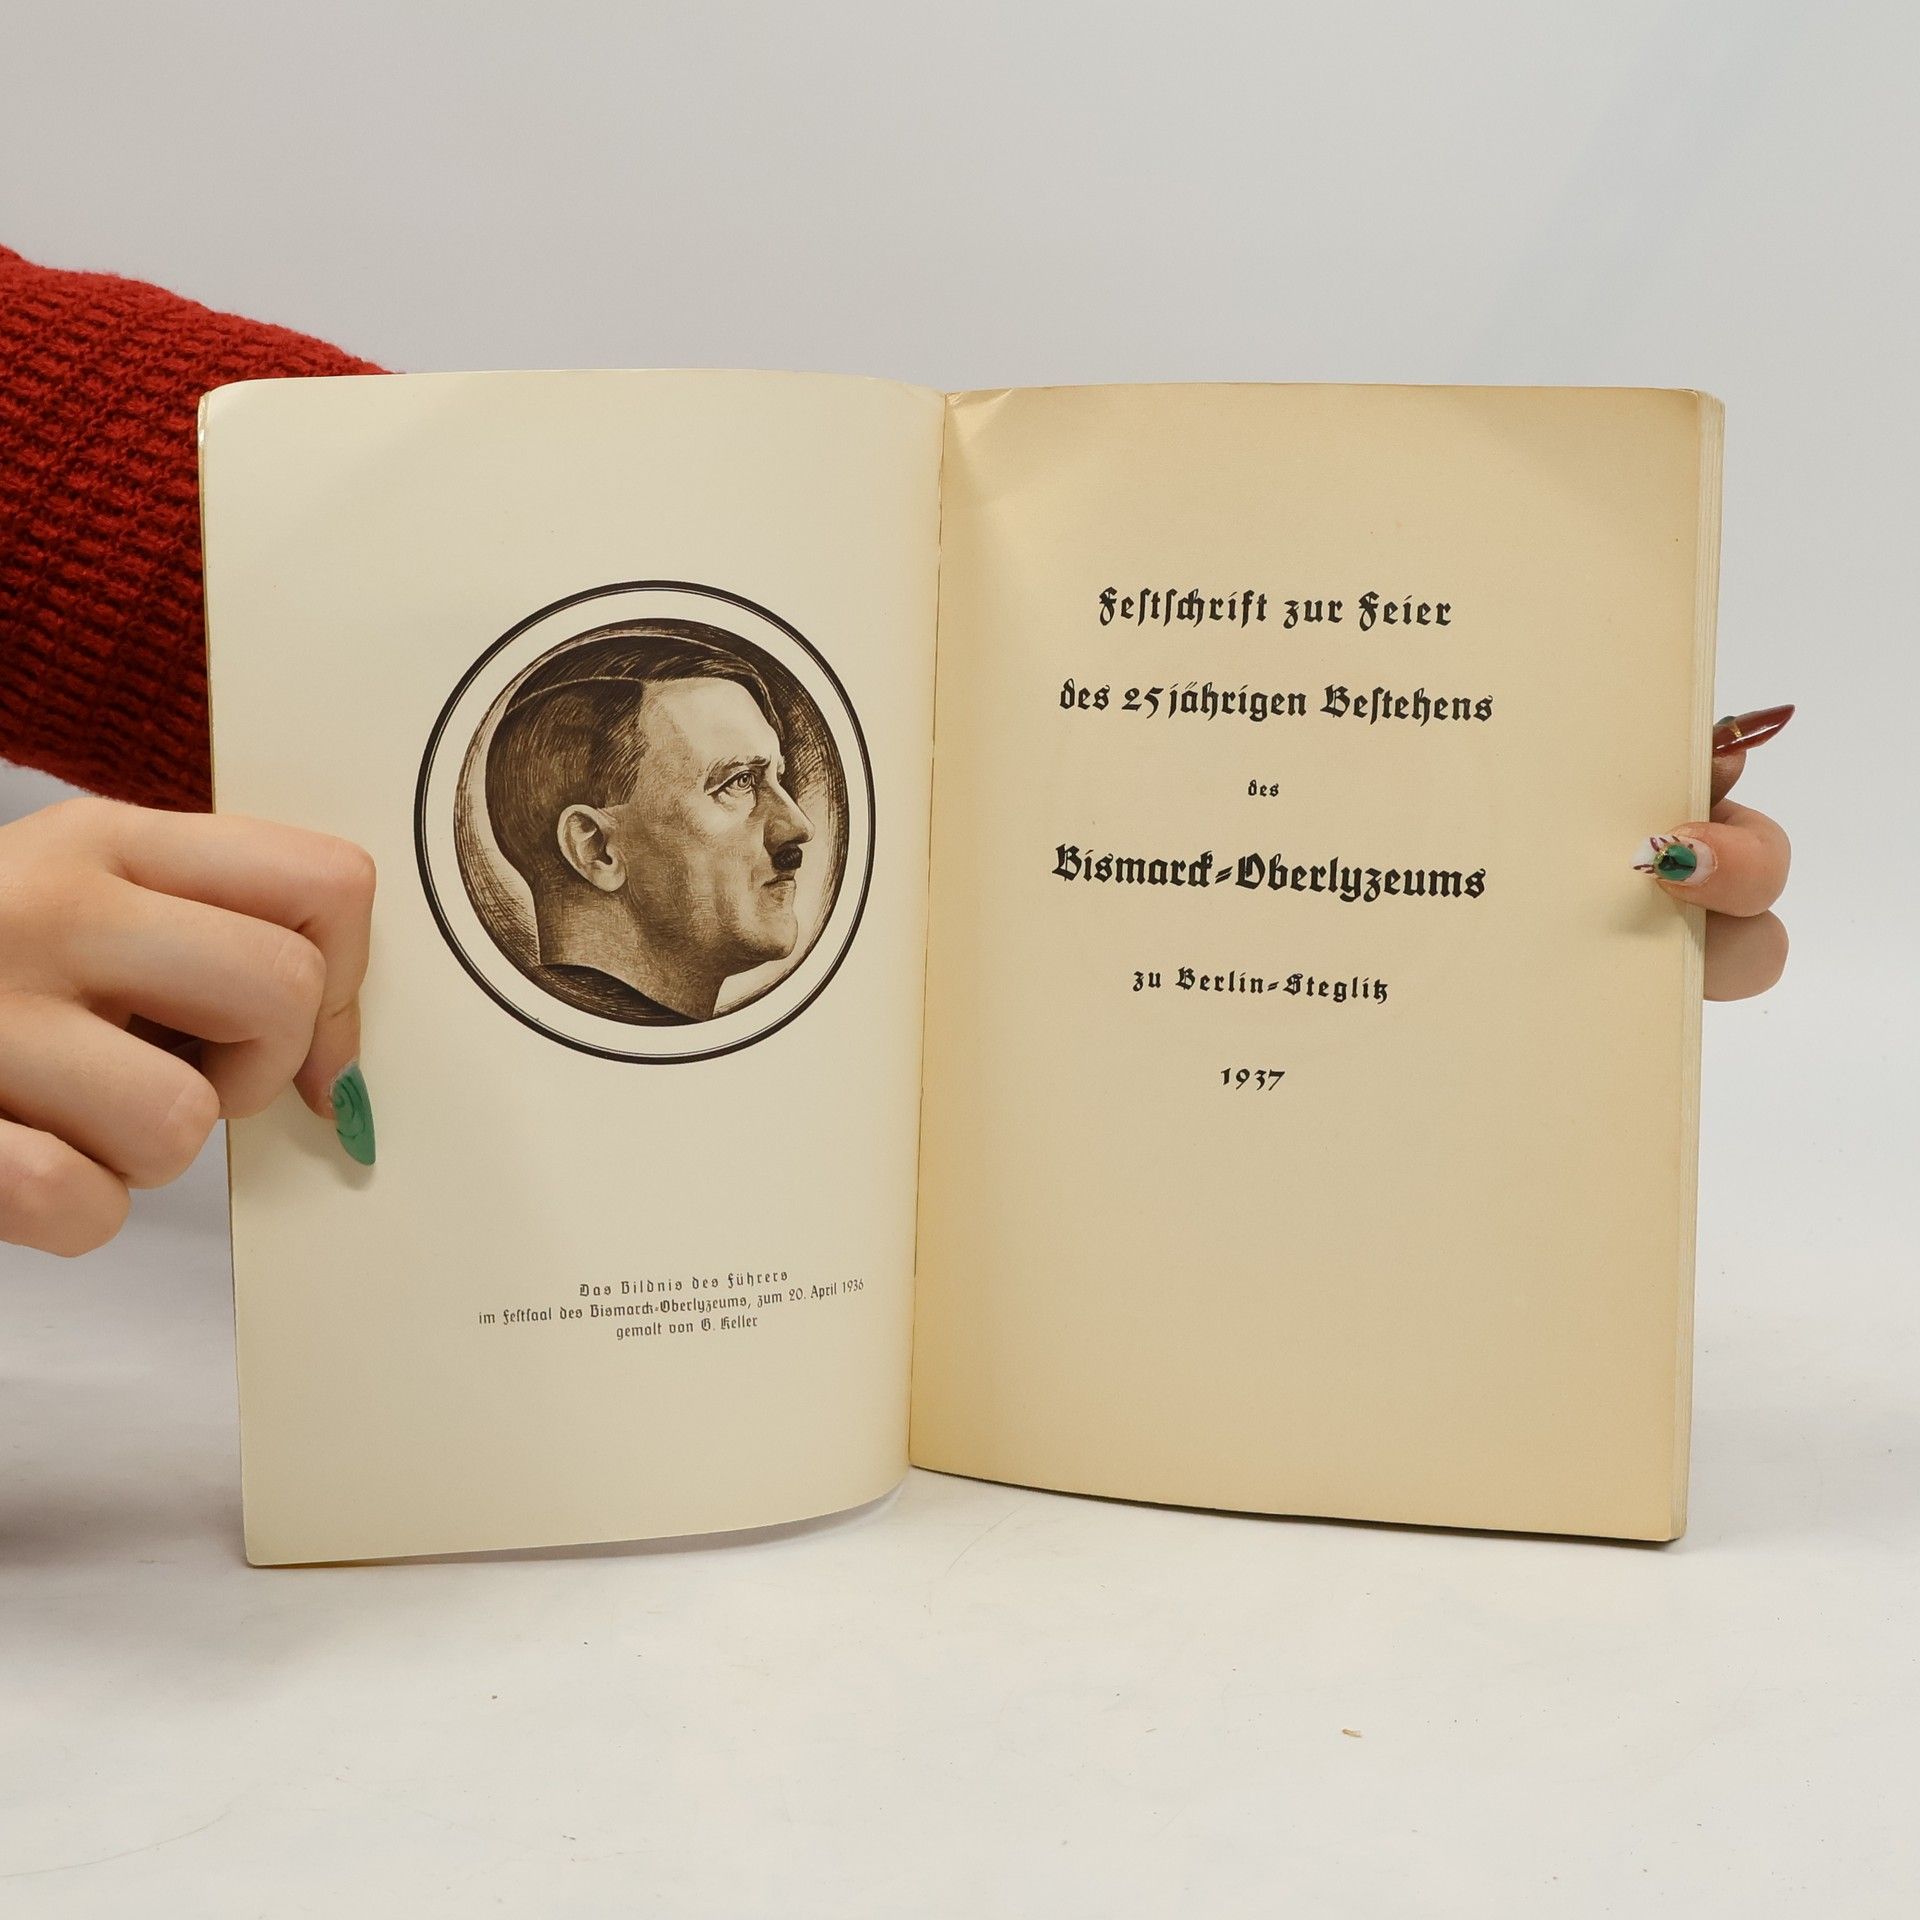 Das Bildnis des Führers
im Festsaal des Bismarck-Oberlyzeums, zum 20. April 1936
gemalt von G. Keller
Festschrift zur Feier
des 25jährigen Bestehens
des
Bismarck-Oberlyzeums
zu Berlin-Steglitz
1937